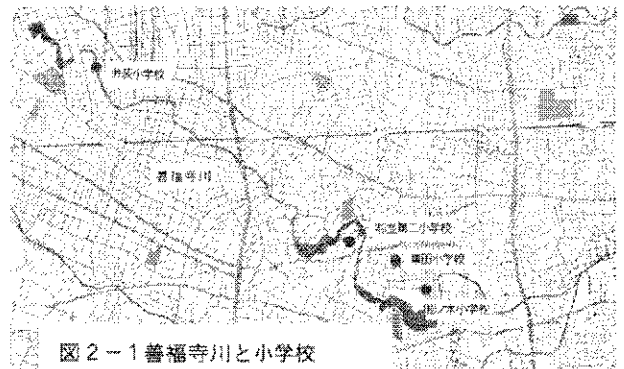 井荻小学校
善福寺川
杉並第二小学校
東田小学校
松ノ木小学校
図2－1善福寺川と小学校